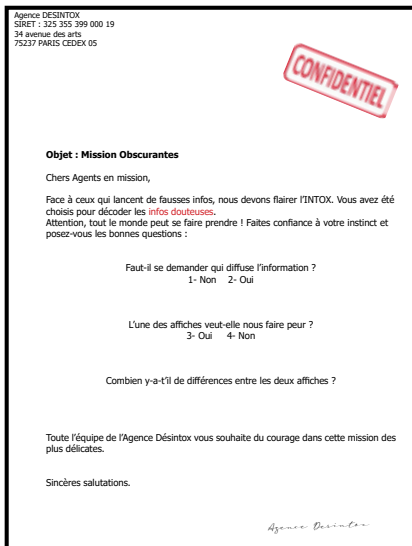 Agence DESINTOX
SIRET : 325 355 399 000 19
34 avenue des arts
75237 PARIS CEDEX 05
CONFIDENTIEL
Objet : Mission Obscurantes
Chers Agents en mission,
Face à ceux qui lancent de fausses infos, nous devons flairer l'INTOX. Vous avez été
choisis pour décoder les infos douteuses.
Attention, tout le monde peut se faire prendre ! Faites confiance à votre instinct et
posez-vous les bonnes questions :
Faut-il se demander qui diffuse l'information ?
1- Non 2- Oui
L'une des affiches veut-elle nous faire peur ?
3- Oui 4- Non
Combien y-a-t'il de différences entre les deux affiches ?
Toute l'équipe de l'Agence Désintox vous souhaite du courage dans cette mission des
plus délicates.
Sincères salutations.
Agence Desintox